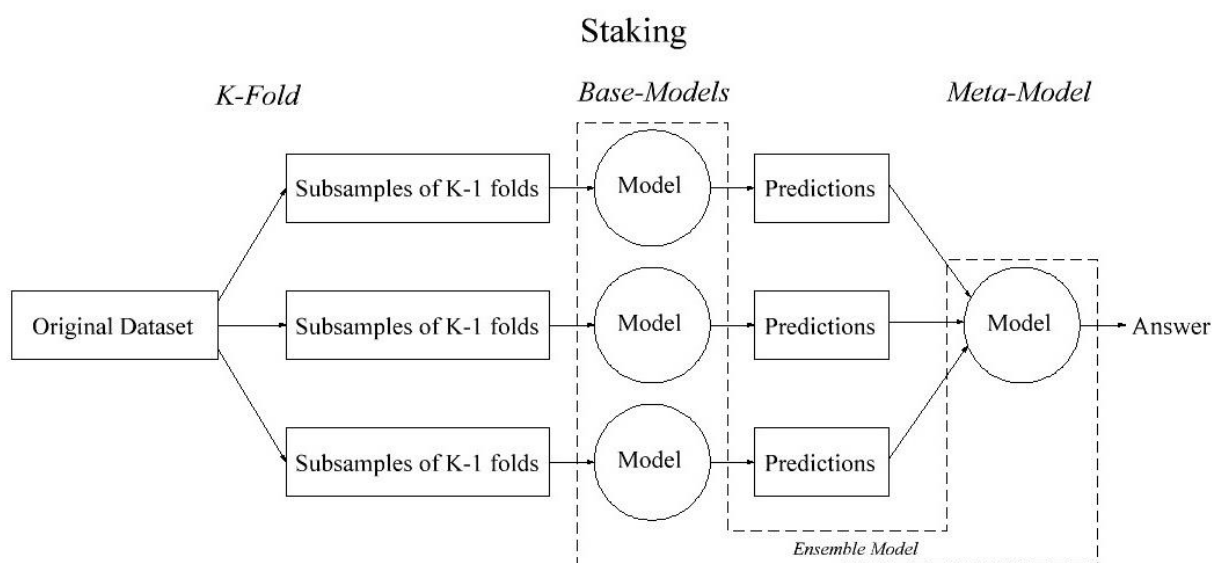 Staking
K-Fold
Base-Models
Meta-Model
Subsamples of K-1 folds
Model
Predictions
Original Dataset
Subsamples of K-1 folds
Model
Predictions
Model
Answer
Subsamples of K-1 folds
Model
Predictions
Ensemble Model